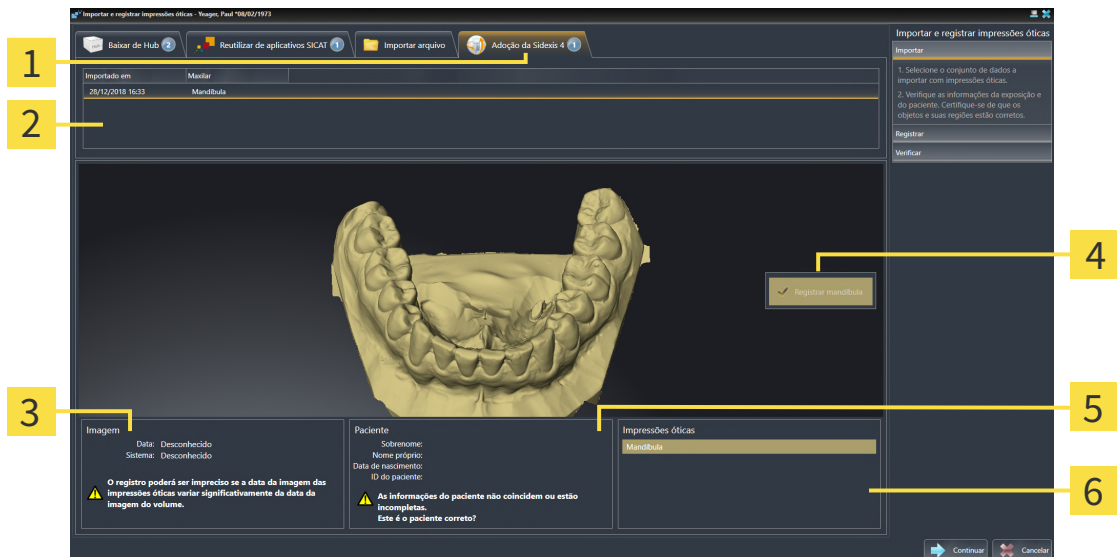 Importar e registrar impressões óticas - Yeager, Paul *08/02/1973
Baixar de Hub 2
Reutilizar de aplicativos SICAT 1
Importar arquivo
Adoção da Sidexis 4 1
Importado em Maxilar
28/12/2018 16:33 Mandíbula
Importar e registrar impressões óticas
Importar
1. Selecione o conjunto de dados a
importar com impressões óticas.
2. Verifique as informações da exposição e
do paciente. Certifique-se de que os
objetos e suas regiões estão corretos.
Registrar
Verificar
1
2
3
4
5
6
Registrar mandíbula
Imagem
Data: Desconhecido
Sistema: Desconhecido
O registro poderá ser impreciso se a data da imagem das
impressões óticas variar significativamente da data da
imagem do volume.
Paciente
Sobrenome:
Nome próprio:
Data de nascimento:
ID do paciente:
As informações do paciente não coincidem ou estão
incompletas.
Este é o paciente correto?
Impressões óticas
Mandíbula
Continuar
Cancelar